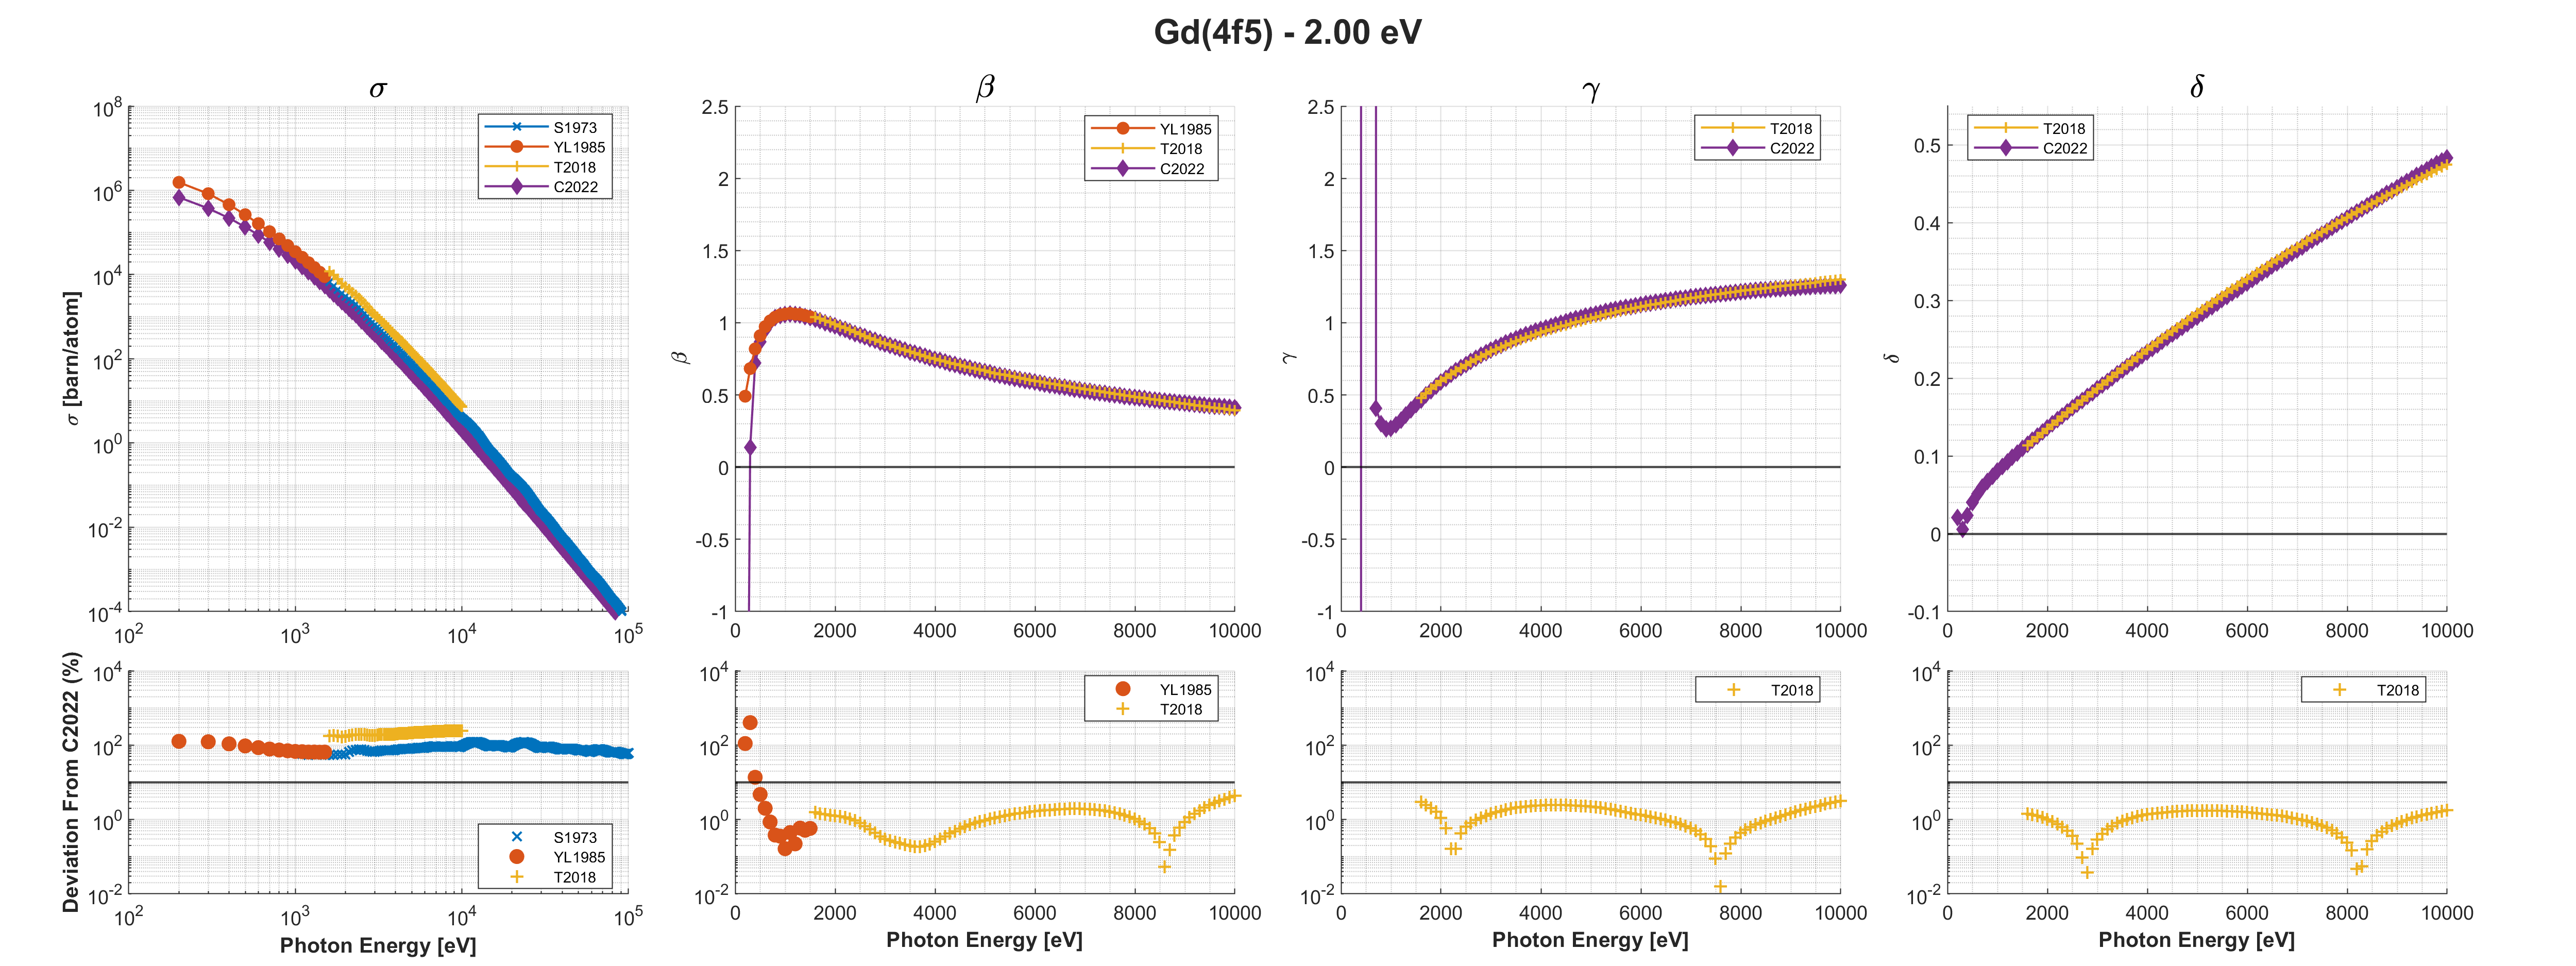 Gd(4f5) - 2.00 eV
σ
10^8
10^6
10^4
10^2
10^0
10^-2
10^-4
10^2
10^3
10^4
10^5
σ [barn/atom]
S1973
YL1985
T2018
C2022
β
2.5
2
1.5
1
0.5
0
-0.5
-1
0
2000
4000
6000
8000
10000
β
YL1985
T2018
C2022
γ
2.5
2
1.5
1
0.5
0
-0.5
-1
0
2000
4000
6000
8000
10000
γ
T2018
C2022
δ
0.5
0.4
0.3
0.2
0.1
0
-0.1
0
2000
4000
6000
8000
10000
δ
T2018
C2022
Deviation From C2022 (%)
10^4
10^2
10^0
10^-2
10^2
10^3
10^4
10^5
Photon Energy [eV]
S1973
YL1985
T2018
10^4
10^2
10^0
10^-2
0
2000
4000
6000
8000
10000
Photon Energy [eV]
YL1985
T2018
10^4
10^2
10^0
10^-2
0
2000
4000
6000
8000
10000
Photon Energy [eV]
T2018
10^4
10^2
10^0
10^-2
0
2000
4000
6000
8000
10000
Photon Energy [eV]
T2018